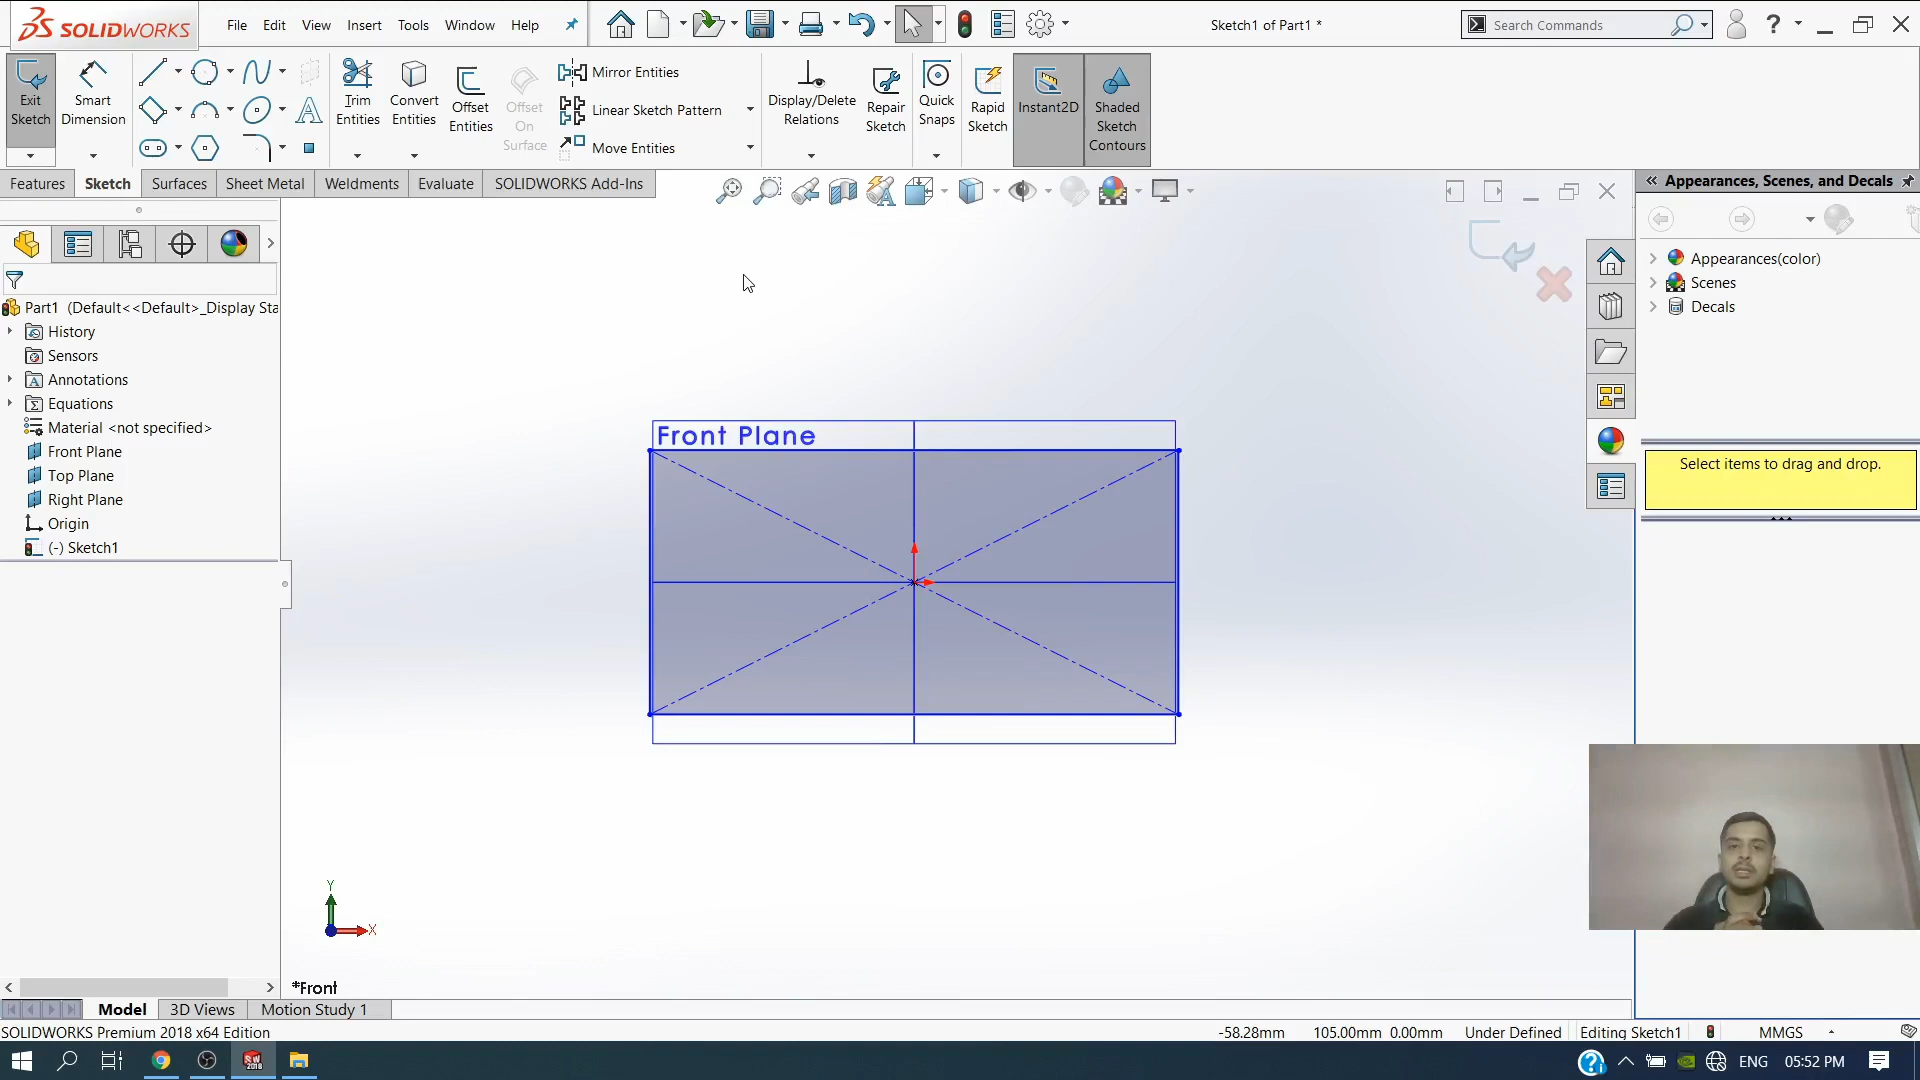 SOLIDWORKS
File Edit View Insert Tools Window Help
Sketch1 of Part1 *
Search Commands
Exit Sketch
Smart Dimension
Trim Entities
Convert Entities
Offset Entities
Offset On Surface
Mirror Entities
Linear Sketch Pattern
Move Entities
Display/Delete Relations
Repair Sketch
Quick Snaps
Rapid Sketch
Instant2D
Shaded Sketch Contours
Features Sketch Surfaces Sheet Metal Weldments Evaluate SOLIDWORKS Add-Ins
Appearances, Scenes, and Decals
Appearances(color)
Scenes
Decals
Select items to drag and drop.
Part1 (Default<<Default>_Display Sta
History
Sensors
Annotations
Equations
Material <not specified>
Front Plane
Top Plane
Right Plane
Origin
(-) Sketch1
Front Plane
Y
X
*Front
Model 3D Views Motion Study 1
SOLIDWORKS Premium 2018 x64 Edition
-58.28mm 105.00mm 0.00mm Under Defined Editing Sketch1 MMGS
ENG 05:52 PM